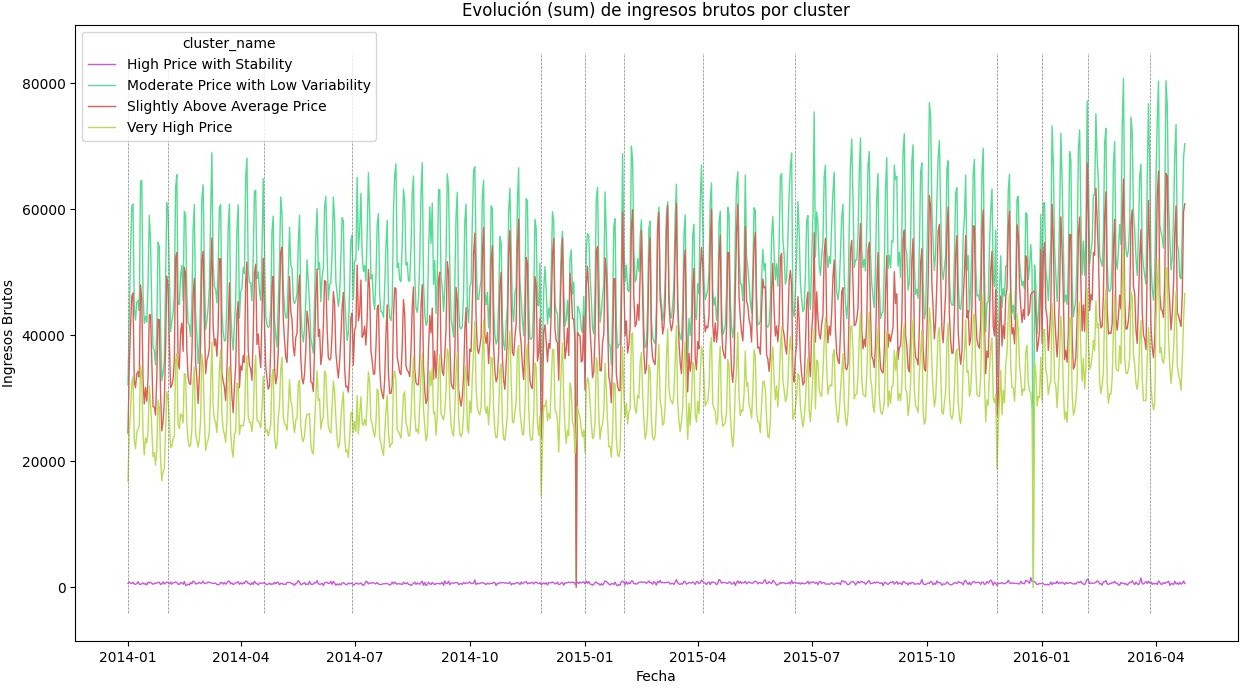 Evolución (sum) de ingresos brutos por cluster
cluster_name
High Price with Stability
Moderate Price with Low Variability
Slightly Above Average Price
Very High Price
Ingresos Brutos
80000
60000
40000
20000
0
2014-01
2014-04
2014-07
2014-10
2015-01
2015-04
2015-07
2015-10
2016-01
2016-04
Fecha